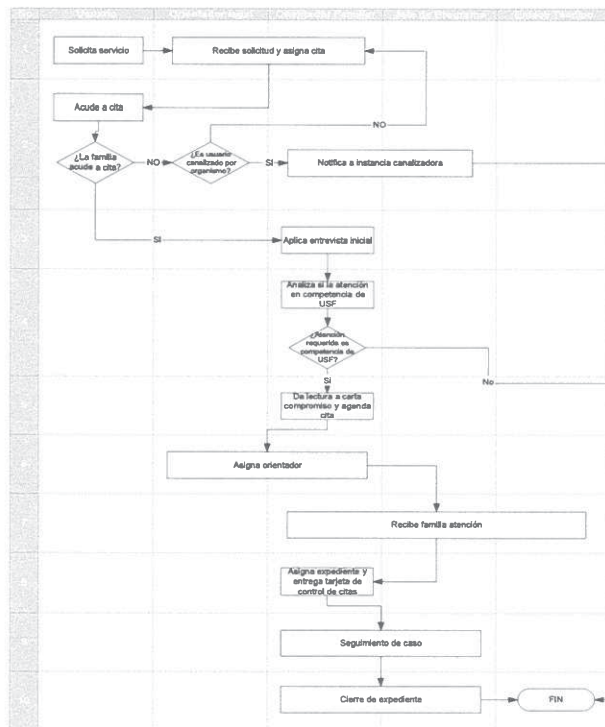 Solicita servicio
Recibe solicitud y asigna cita
Acude a cita
NO
¿La familia
acude a cita?
NO
¿Es usuario
canalizado por
organismo?
SI
Notifica a instancia canalizadora
SI
Aplica entrevista inicial
Analiza si la atención
en competencia de
USF
¿Atención
requerida es
competencia de
USF?
No
Si
De lectura a carta
compromiso y agenda
cita
Asigna orientador
Recibe familia atención
Asigna expediente y
entrega tarjeta de
control de citas
Seguimiento de caso
Cierre de expediente
FIN